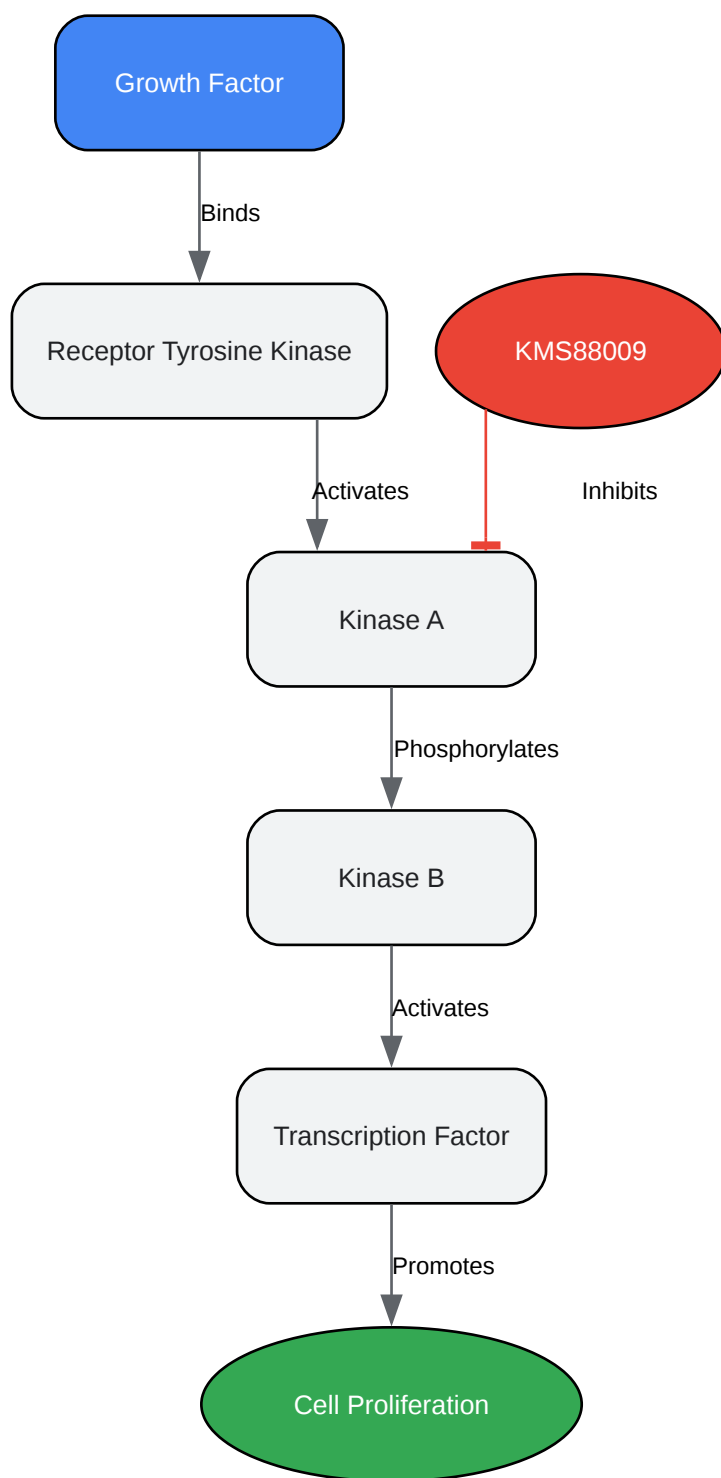 Growth Factor
Binds
Receptor Tyrosine Kinase
KMS88009
Activates
Inhibits
Kinase A
Phosphorylates
Kinase B
Activates
Transcription Factor
Promotes
Cell Proliferation